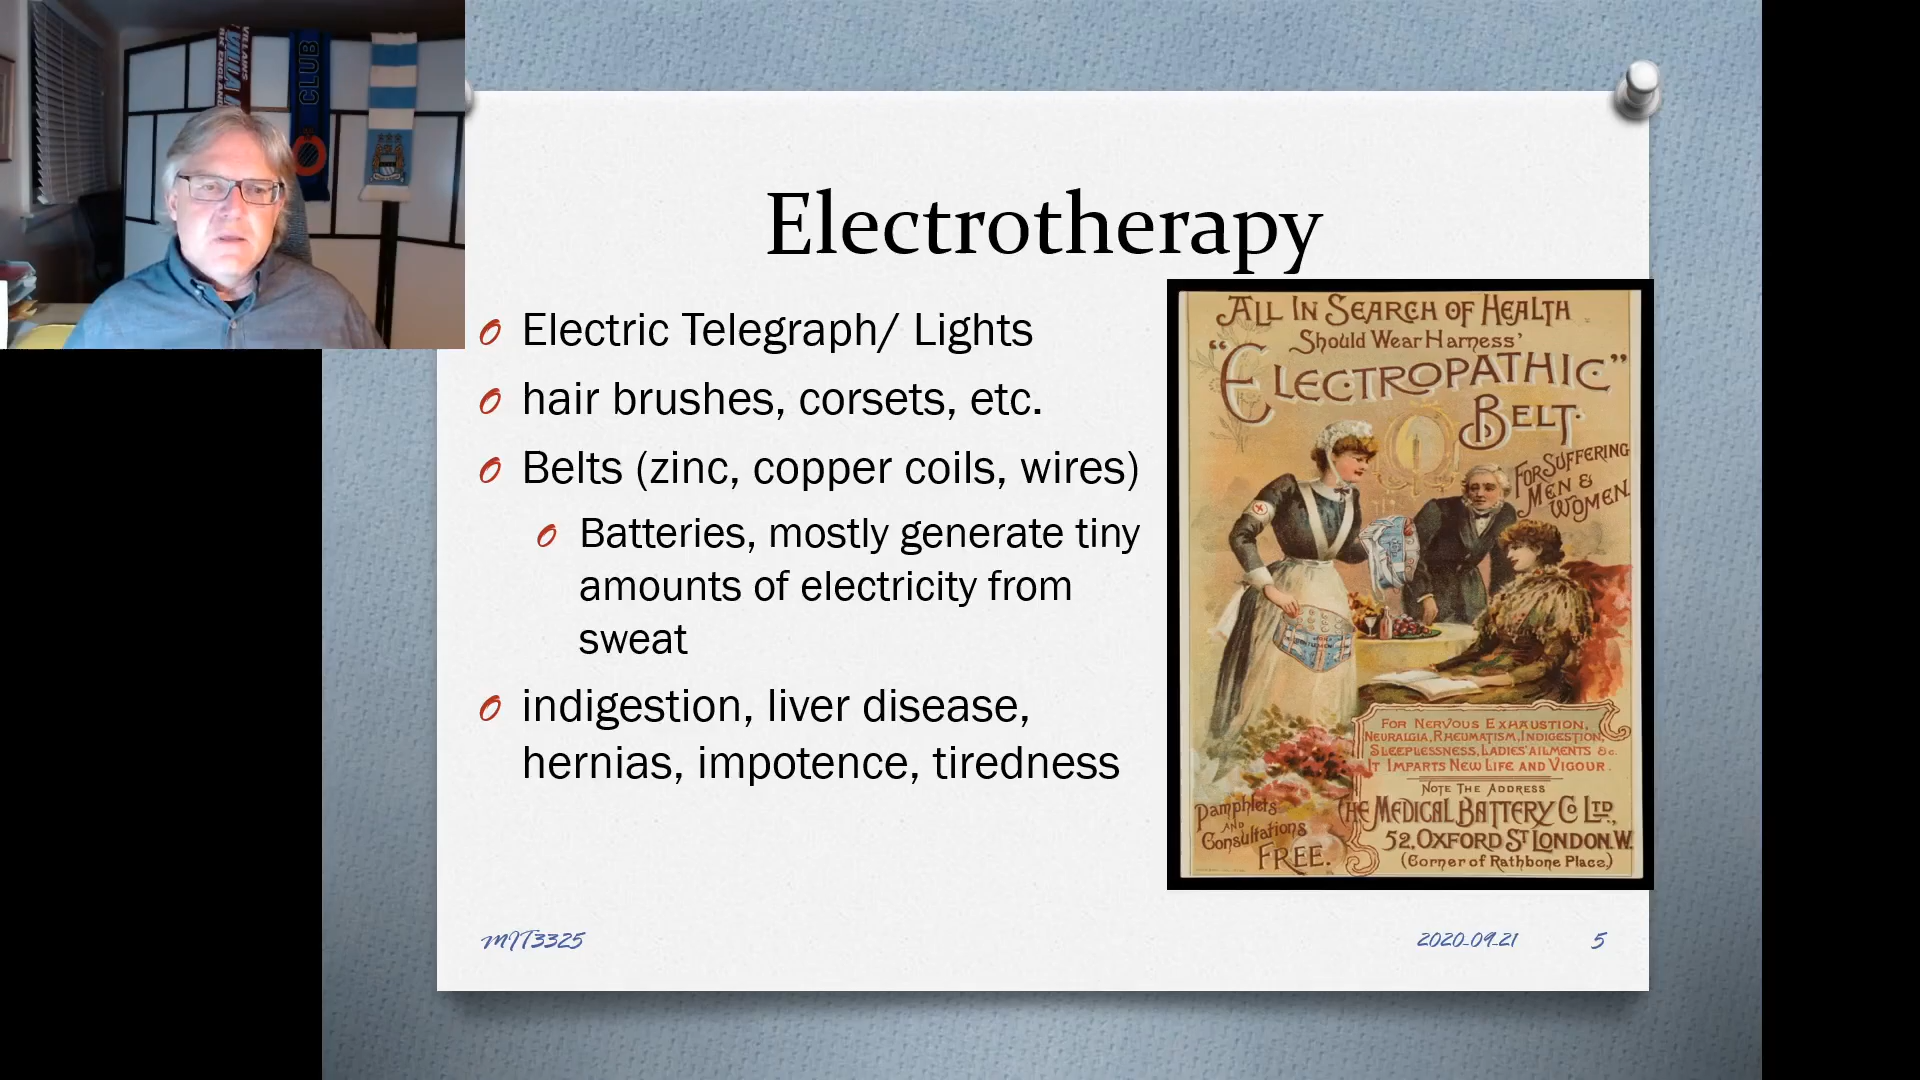 VILLANS
VILLA
CLUB
Electrotherapy
Electric Telegraph/ Lights
hair brushes, corsets, etc.
Belts (zinc, copper coils, wires)
Batteries, mostly generate tiny
amounts of electricity from
sweat
indigestion, liver disease,
hernias, impotence, tiredness
ALL IN SEARCH OF HEALTH
Should Wear Harness'
"ELECTROPATHIC"
BELT.
FOR SUFFERING
MEN &
WOMEN.
FOR NERVOUS EXHAUSTION,
NEURALGIA, RHEUMATISM, INDIGESTION,
SLEEPLESSNESS, LADIES' AILMENTS &c.
IT IMPARTS NEW LIFE AND VIGOUR.
NOTE THE ADDRESS
THE MEDICAL BATTERY Co LTD.,
52, OXFORD ST LONDON. W.
(Corner of Rathbone Place,)
Pamphlets
AND
Consultations
FREE.
MIT3325
2020-09-21
5